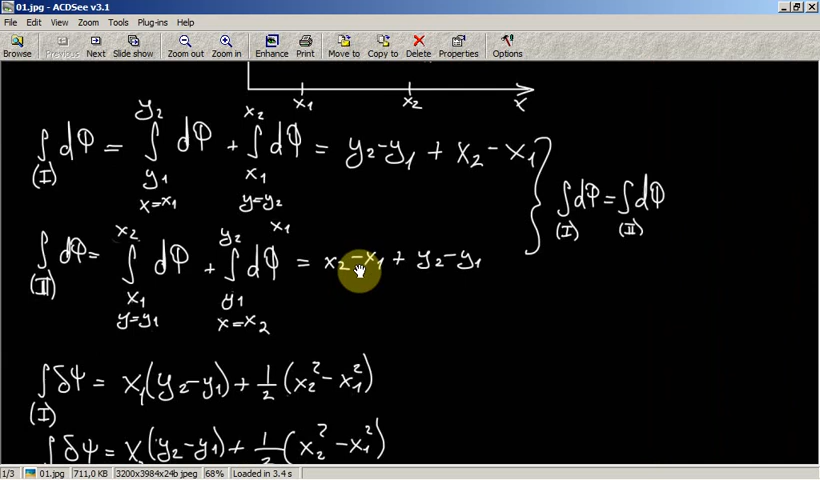 01.jpg - ACDSee v3.1
File Edit View Zoom Tools Plug-ins Help
Browse Previous Next Slide show Zoom out Zoom in Enhance Print Move to Copy to Delete Properties Options
x₁ x₂ x
∫(I) dΦ = ∫_{y₁, x=x₁}^{y₂} dΦ + ∫_{x₁, y=y₂}^{x₂} dΦ = y₂-y₁ + x₂-x₁
∫(I) dΦ = ∫(II) dΦ
x₁
∫(II) dΦ = ∫_{x₁, y=y₁}^{x₂} dΦ + ∫_{y₁, x=x₂}^{y₂} dΦ = x₂-x₁ + y₂-y₁
∫(I) δΨ = x₁(y₂-y₁) + 1/2 (x₂²-x₁²)
∫ δΨ = x (y₂-y₁) + 1/2 (x₂²-x₁²)
1/3 01.jpg 711,0 KB 3200x3984x24b jpeg 68% Loaded in 3.4 s